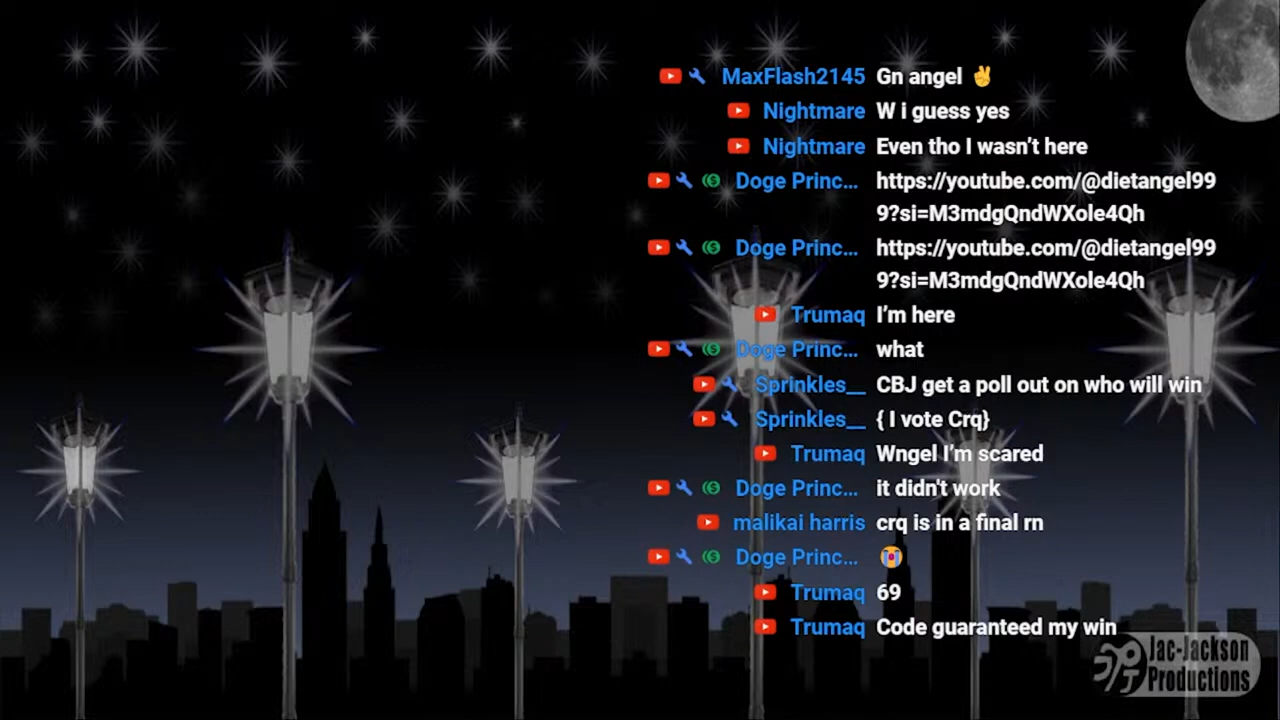 MaxFlash2145 Gn angel ✌️
Nightmare W i guess yes
Nightmare Even tho I wasn’t here
Doge Princ... https://youtube.com/@dietangel99
9?si=M3mdgQndWXole4Qh
Doge Princ... https://youtube.com/@dietangel99
9?si=M3mdgQndWXole4Qh
Trumaq I’m here
Doge Princ... what
Sprinkles__ CBJ get a poll out on who will win
Sprinkles__ { I vote Crq}
Trumaq Wngel I’m scared
Doge Princ... it didn't work
malikai harris crq is in a final rn
Doge Princ... 😭
Trumaq 69
Trumaq Code guaranteed my win
Jac-Jackson
Productions